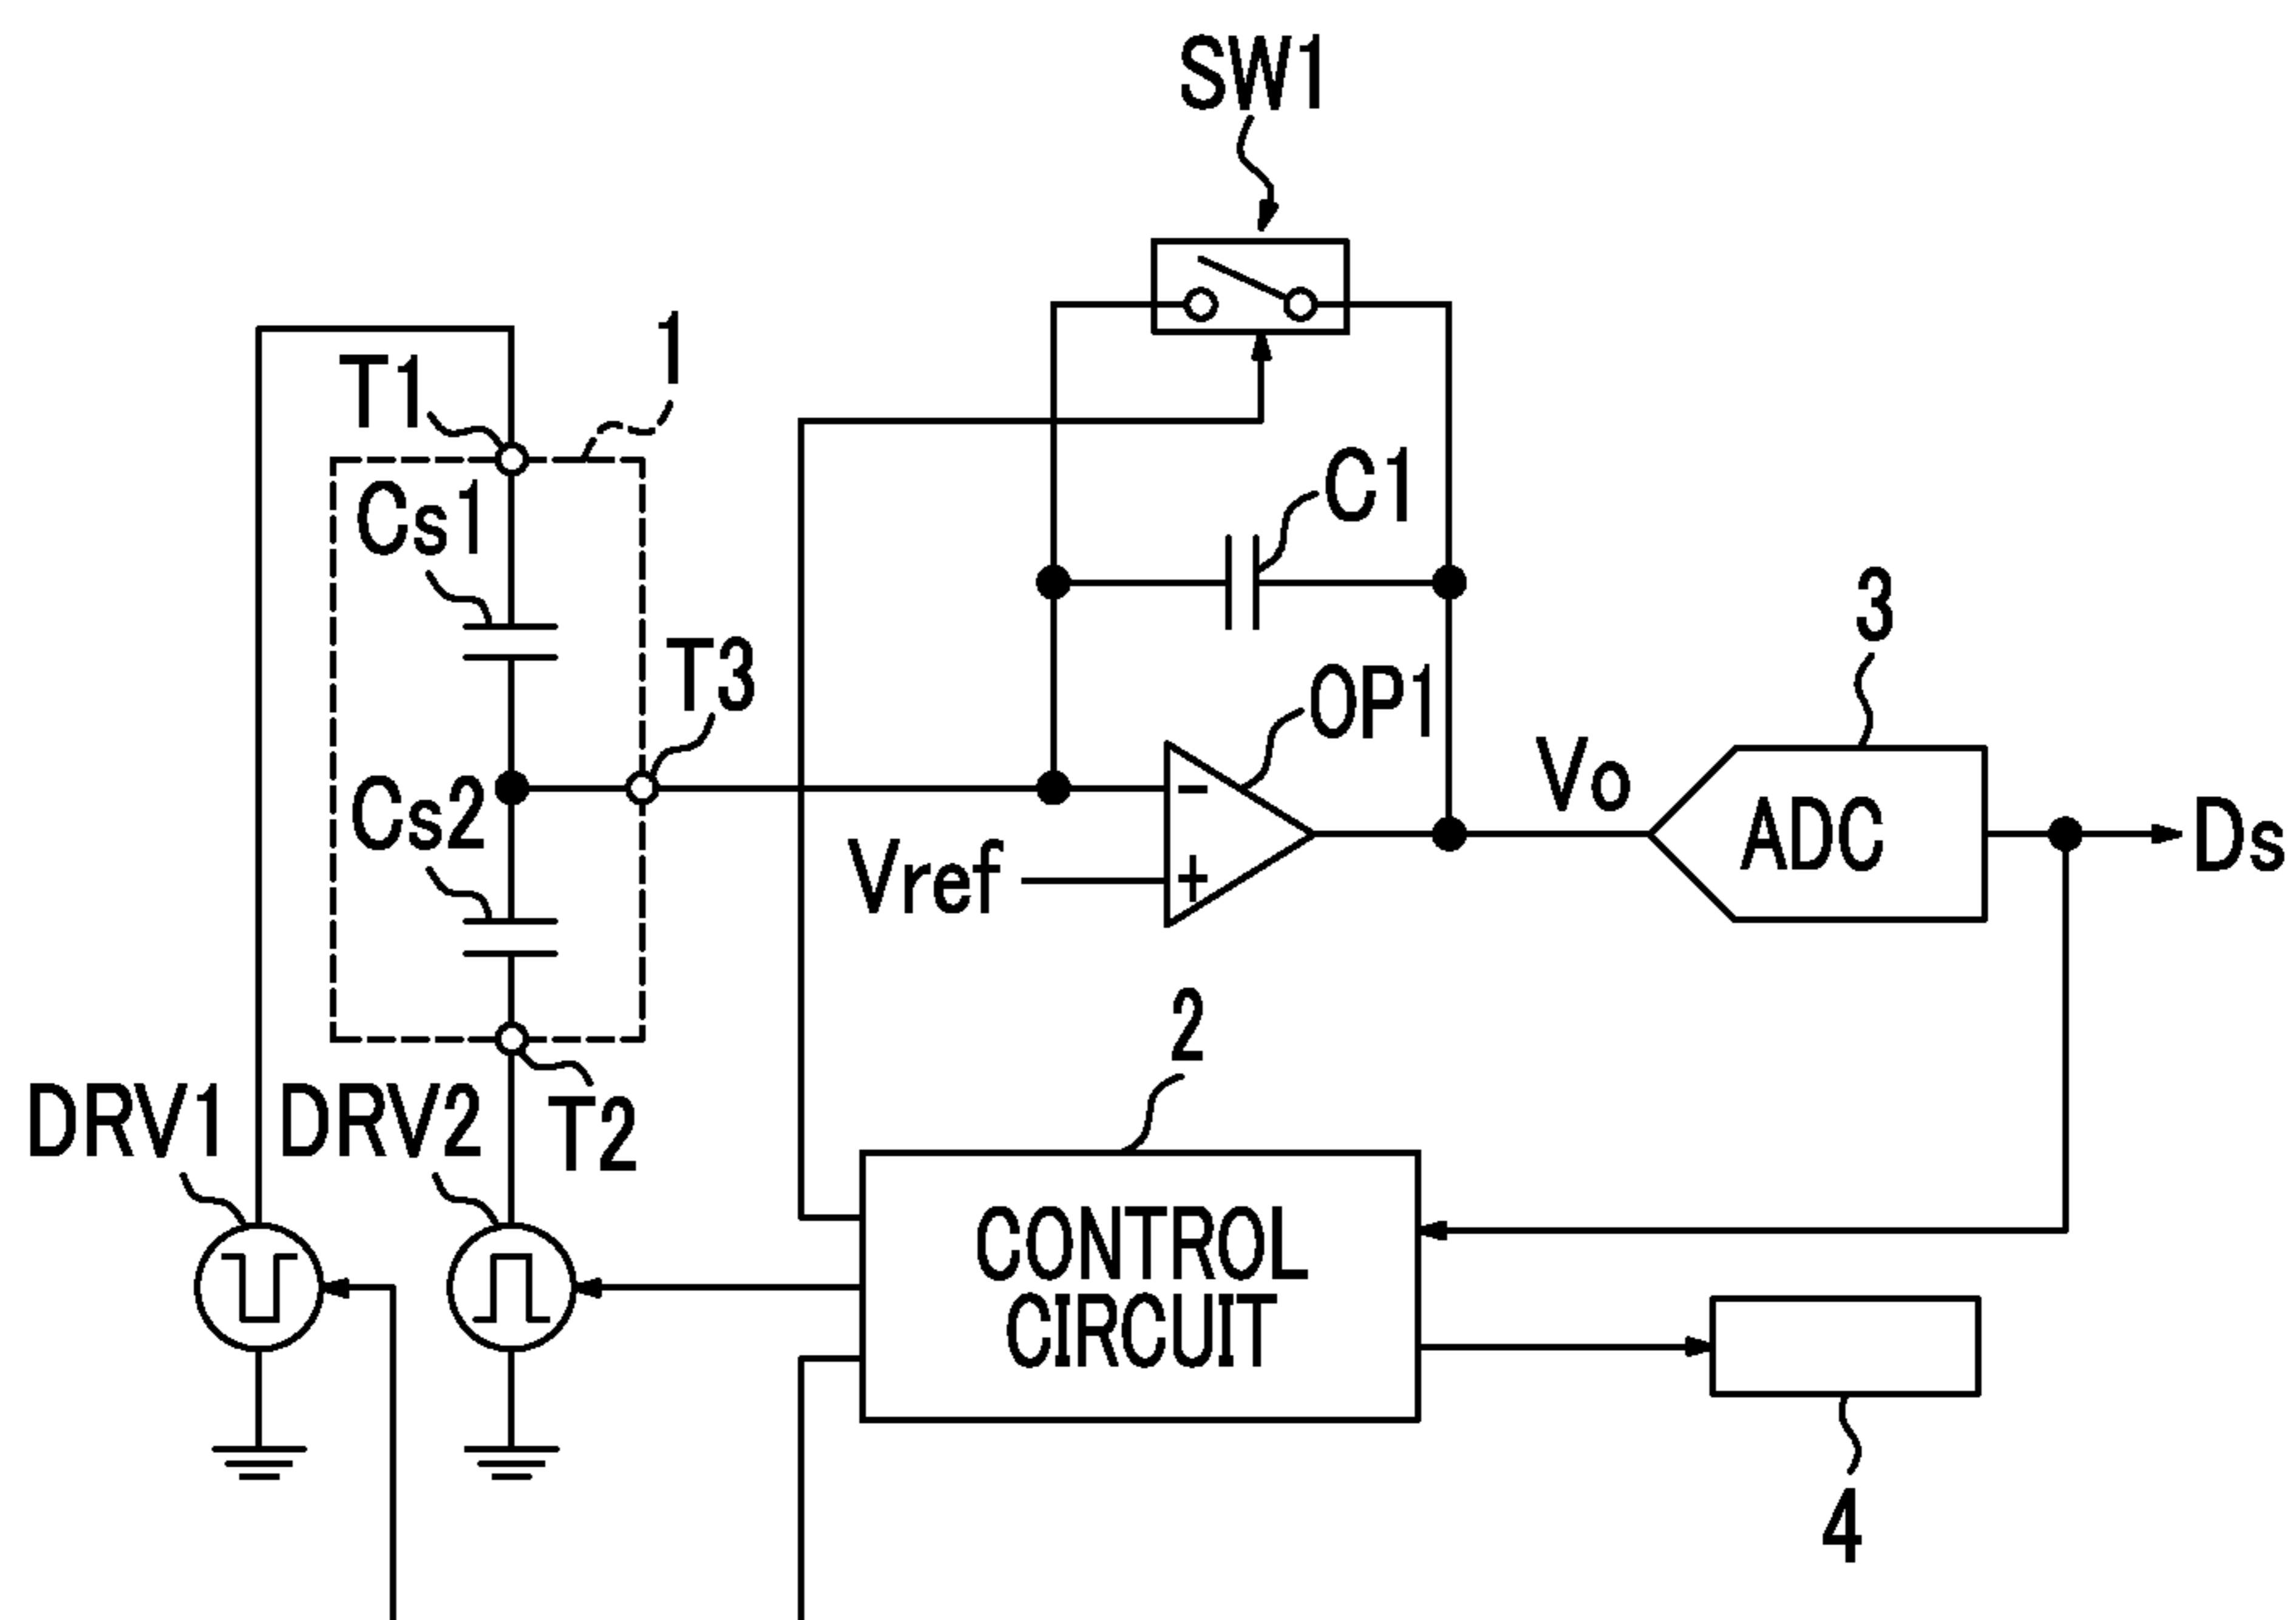 SW1
1
T1
Cs1
C1
3
T3
OP1
Vo
Cs2
ADC
Ds
Vref
-
+
2
DRV1
DRV2
T2
CONTROL
CIRCUIT
4